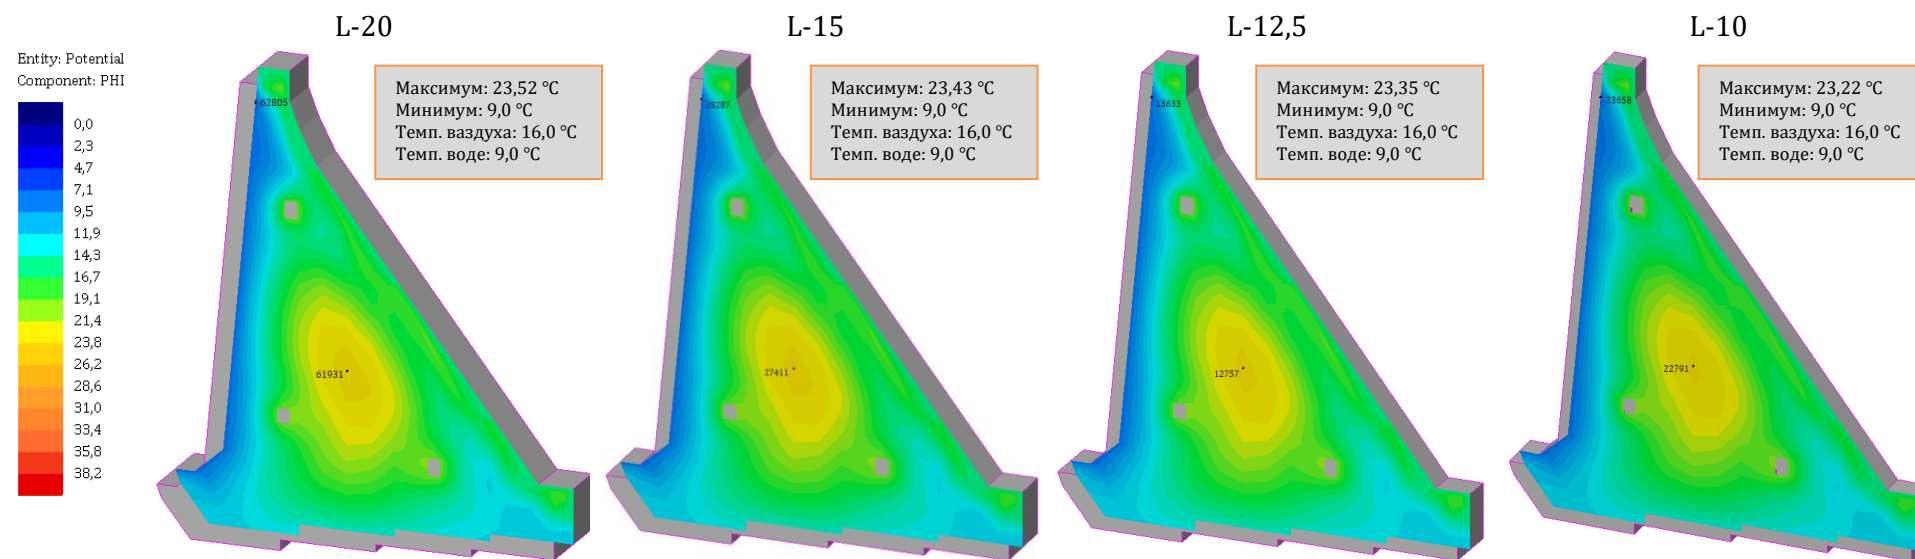 L-20
L-15
L-12,5
L-10
Entity: Potential
Component: PHI
0,0
2,3
4,7
7,1
9,5
11,9
14,3
16,7
19,1
21,4
23,8
26,2
28,6
31,0
33,4
35,8
38,2
Максимум: 23,52 °C
Минимум: 9,0 °C
Темп. ваздуха: 16,0 °C
Темп. воде: 9,0 °C
62805
61931
Максимум: 23,43 °C
Минимум: 9,0 °C
Темп. ваздуха: 16,0 °C
Темп. воде: 9,0 °C
28287
27411
Максимум: 23,35 °C
Минимум: 9,0 °C
Темп. ваздуха: 16,0 °C
Темп. воде: 9,0 °C
13633
12757
Максимум: 23,22 °C
Минимум: 9,0 °C
Темп. ваздуха: 16,0 °C
Темп. воде: 9,0 °C
23658
22791